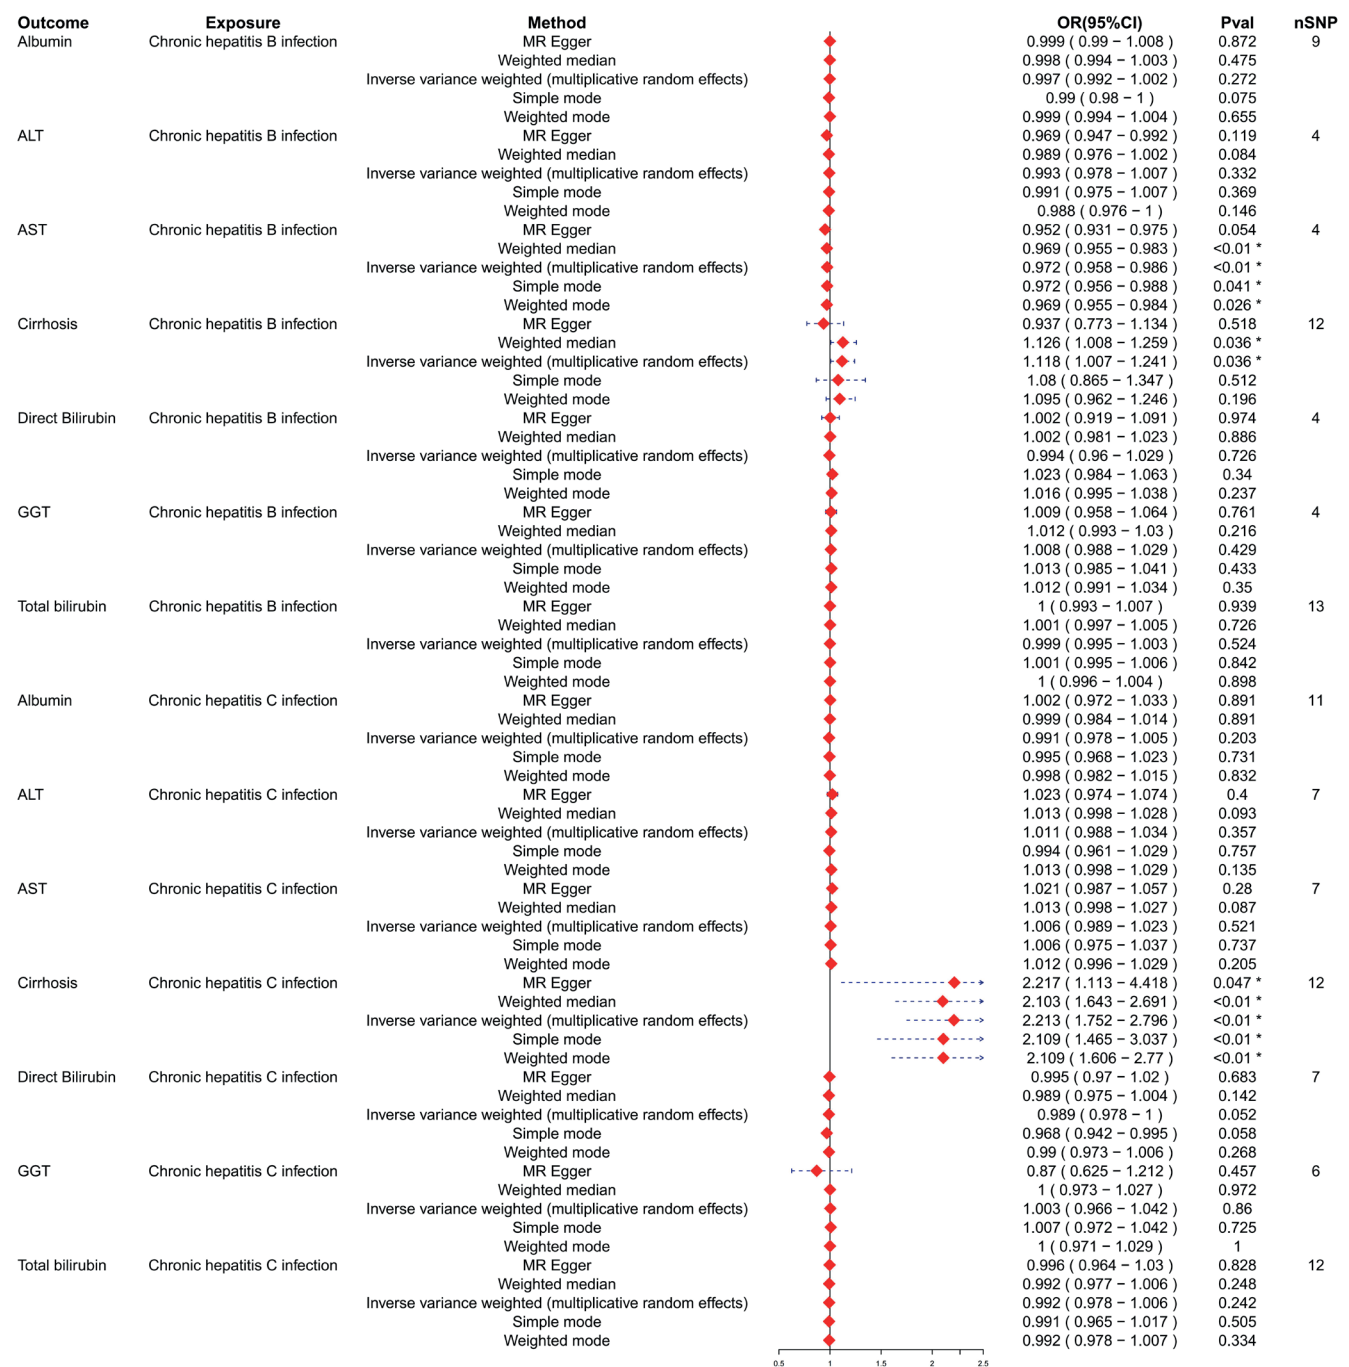 Outcome Exposure Method OR(95%CI) Pval nSNP
Albumin Chronic hepatitis B infection MR Egger 0.999 ( 0.99 − 1.008 ) 0.872 9
Weighted median 0.998 ( 0.994 − 1.003 ) 0.475
Inverse variance weighted (multiplicative random effects) 0.997 ( 0.992 − 1.002 ) 0.272
Simple mode 0.99 ( 0.98 − 1 ) 0.075
Weighted mode 0.999 ( 0.994 − 1.004 ) 0.655
ALT Chronic hepatitis B infection MR Egger 0.969 ( 0.947 − 0.992 ) 0.119 4
Weighted median 0.989 ( 0.976 − 1.002 ) 0.084
Inverse variance weighted (multiplicative random effects) 0.993 ( 0.978 − 1.007 ) 0.332
Simple mode 0.991 ( 0.975 − 1.007 ) 0.369
Weighted mode 0.988 ( 0.976 − 1 ) 0.146
AST Chronic hepatitis B infection MR Egger 0.952 ( 0.931 − 0.975 ) 0.054 4
Weighted median 0.969 ( 0.955 − 0.983 ) <0.01 *
Inverse variance weighted (multiplicative random effects) 0.972 ( 0.958 − 0.986 ) <0.01 *
Simple mode 0.972 ( 0.956 − 0.988 ) 0.041 *
Weighted mode 0.969 ( 0.955 − 0.984 ) 0.026 *
Cirrhosis Chronic hepatitis B infection MR Egger 0.937 ( 0.773 − 1.134 ) 0.518 12
Weighted median 1.126 ( 1.008 − 1.259 ) 0.036 *
Inverse variance weighted (multiplicative random effects) 1.118 ( 1.007 − 1.241 ) 0.036 *
Simple mode 1.08 ( 0.865 − 1.347 ) 0.512
Weighted mode 1.095 ( 0.962 − 1.246 ) 0.196
Direct Bilirubin Chronic hepatitis B infection MR Egger 1.002 ( 0.919 − 1.091 ) 0.974 4
Weighted median 1.002 ( 0.981 − 1.023 ) 0.886
Inverse variance weighted (multiplicative random effects) 0.994 ( 0.96 − 1.029 ) 0.726
Simple mode 1.023 ( 0.984 − 1.063 ) 0.34
Weighted mode 1.016 ( 0.995 − 1.038 ) 0.237
GGT Chronic hepatitis B infection MR Egger 1.009 ( 0.958 − 1.064 ) 0.761 4
Weighted median 1.012 ( 0.993 − 1.03 ) 0.216
Inverse variance weighted (multiplicative random effects) 1.008 ( 0.988 − 1.029 ) 0.429
Simple mode 1.013 ( 0.985 − 1.041 ) 0.433
Weighted mode 1.012 ( 0.991 − 1.034 ) 0.35
Total bilirubin Chronic hepatitis B infection MR Egger 1 ( 0.993 − 1.007 ) 0.939 13
Weighted median 1.001 ( 0.997 − 1.005 ) 0.726
Inverse variance weighted (multiplicative random effects) 0.999 ( 0.995 − 1.003 ) 0.524
Simple mode 1.001 ( 0.995 − 1.006 ) 0.842
Weighted mode 1 ( 0.996 − 1.004 ) 0.898
Albumin Chronic hepatitis C infection MR Egger 1.002 ( 0.972 − 1.033 ) 0.891 11
Weighted median 0.999 ( 0.984 − 1.014 ) 0.891
Inverse variance weighted (multiplicative random effects) 0.991 ( 0.978 − 1.005 ) 0.203
Simple mode 0.995 ( 0.968 − 1.023 ) 0.731
Weighted mode 0.998 ( 0.982 − 1.015 ) 0.832
ALT Chronic hepatitis C infection MR Egger 1.023 ( 0.974 − 1.074 ) 0.4 7
Weighted median 1.013 ( 0.998 − 1.028 ) 0.093
Inverse variance weighted (multiplicative random effects) 1.011 ( 0.988 − 1.034 ) 0.357
Simple mode 0.994 ( 0.961 − 1.029 ) 0.757
Weighted mode 1.013 ( 0.998 − 1.029 ) 0.135
AST Chronic hepatitis C infection MR Egger 1.021 ( 0.987 − 1.057 ) 0.28 7
Weighted median 1.013 ( 0.998 − 1.027 ) 0.087
Inverse variance weighted (multiplicative random effects) 1.006 ( 0.989 − 1.023 ) 0.521
Simple mode 1.006 ( 0.975 − 1.037 ) 0.737
Weighted mode 1.012 ( 0.996 − 1.029 ) 0.205
Cirrhosis Chronic hepatitis C infection MR Egger 2.217 ( 1.113 − 4.418 ) 0.047 * 12
Weighted median 2.103 ( 1.643 − 2.691 ) <0.01 *
Inverse variance weighted (multiplicative random effects) 2.213 ( 1.752 − 2.796 ) <0.01 *
Simple mode 2.109 ( 1.465 − 3.037 ) <0.01 *
Weighted mode 2.109 ( 1.606 − 2.77 ) <0.01 *
Direct Bilirubin Chronic hepatitis C infection MR Egger 0.995 ( 0.97 − 1.02 ) 0.683 7
Weighted median 0.989 ( 0.975 − 1.004 ) 0.142
Inverse variance weighted (multiplicative random effects) 0.989 ( 0.978 − 1 ) 0.052
Simple mode 0.968 ( 0.942 − 0.995 ) 0.058
Weighted mode 0.99 ( 0.973 − 1.006 ) 0.268
GGT Chronic hepatitis C infection MR Egger 0.87 ( 0.625 − 1.212 ) 0.457 6
Weighted median 1 ( 0.973 − 1.027 ) 0.972
Inverse variance weighted (multiplicative random effects) 1.003 ( 0.966 − 1.042 ) 0.86
Simple mode 1.007 ( 0.972 − 1.042 ) 0.725
Weighted mode 1 ( 0.971 − 1.029 ) 1
Total bilirubin Chronic hepatitis C infection MR Egger 0.996 ( 0.964 − 1.03 ) 0.828 12
Weighted median 0.992 ( 0.977 − 1.006 ) 0.248
Inverse variance weighted (multiplicative random effects) 0.992 ( 0.978 − 1.006 ) 0.242
Simple mode 0.991 ( 0.965 − 1.017 ) 0.505
Weighted mode 0.992 ( 0.978 − 1.007 ) 0.334
0.5 1 1.5 2 2.5